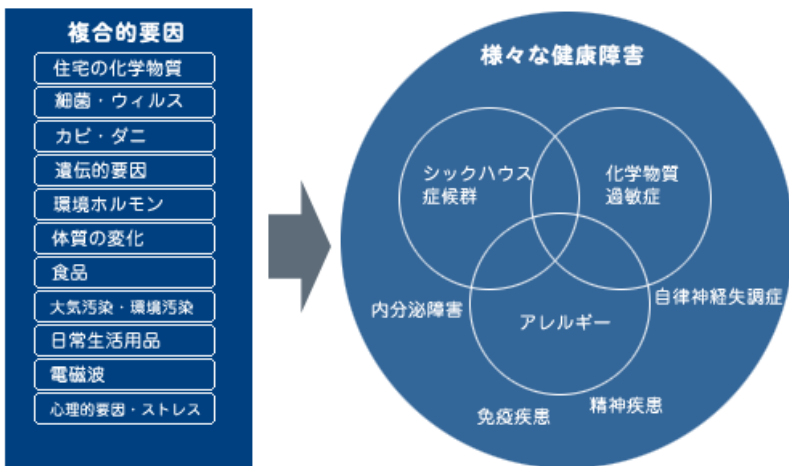 複合的要因
住宅の化学物質
細菌・ウィルス
カビ・ダニ
遺伝的要因
環境ホルモン
体質の変化
食品
大気汚染・環境汚染
日常生活用品
電磁波
心理的要因・ストレス
様々な健康障害
シックハウス
症候群
化学物質
過敏症
アレルギー
内分泌障害
自律神経失調症
免疫疾患
精神疾患